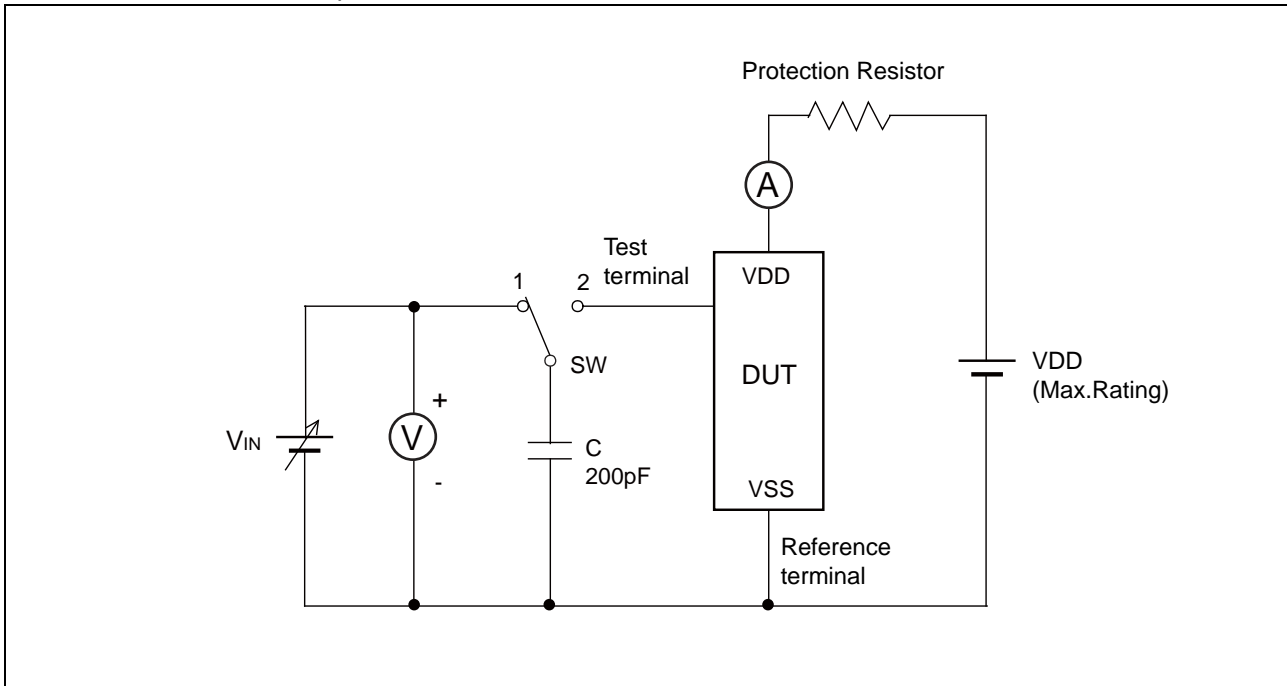 Protection Resistor
A
Test
terminal
1
2
VDD
SW
DUT
VDD
(Max.Rating)
+
VIN
V
C
200pF
-
VSS
Reference
terminal